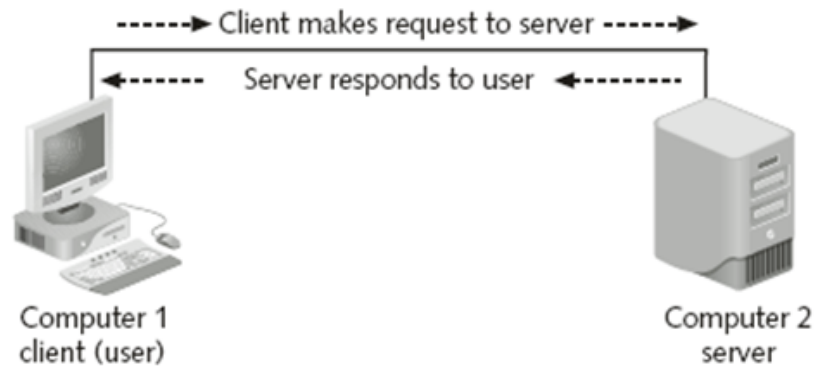 Client makes request to server
Server responds to user
Computer 1
client (user)
Computer 2
server